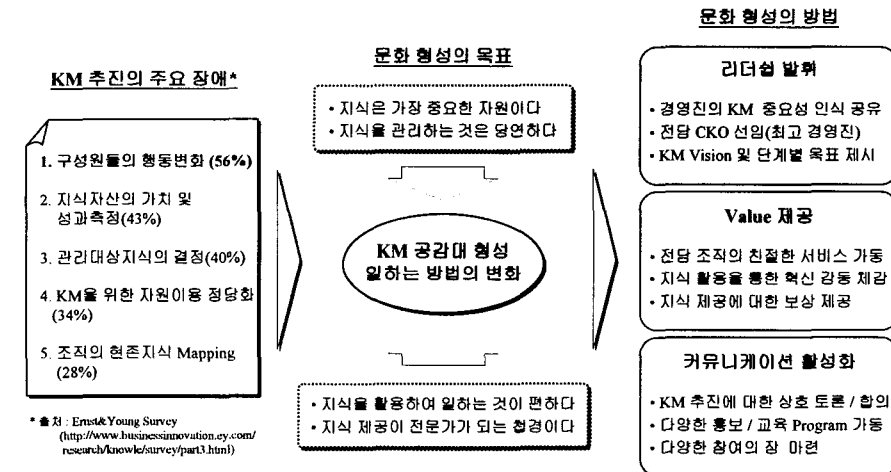 KM 추진의 주요 장애*
1. 구성원들의 행동변화 (56%)
2. 지식자산의 가치 및
성과측정(43%)
3. 관리대상지식의 결정(40%)
4. KM을 위한 자원이용 정당화
(34%)
5. 조직의 현존지식 Mapping
(28%)
* 출처 : Ernst&Young Survey
(http://www.businessinnovation.ey.com/
research/knowle/survey/part3.html)
문화 형성의 목표
· 지식은 가장 중요한 자원이다
· 지식을 관리하는 것은 당연하다
KM 공감대 형성
일하는 방법의 변화
· 지식을 활용하여 일하는 것이 편하다
· 지식 제공이 전문가가 되는 첩경이다
문화 형성의 방법
리더쉽 발휘
· 경영진의 KM 중요성 인식 공유
· 전담 CKO 선임(최고 경영진)
· KM Vision 및 단계별 목표 제시
Value 제공
· 전담 조직의 친절한 서비스 가동
· 지식 활용을 통한 혁신 감동 체감
· 지식 제공에 대한 보상 제공
커뮤니케이션 활성화
· KM 추진에 대한 상호 토론 / 합의
· 다양한 홍보 / 교육 Program 가동
· 다양한 참여의 장 마련